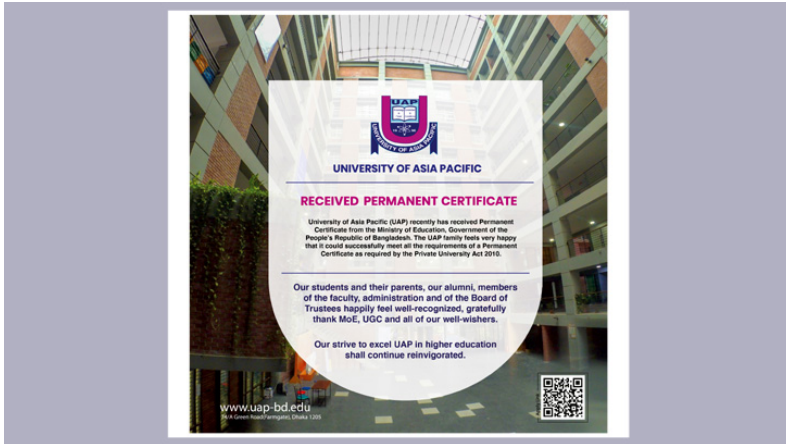 UAP
UNIVERSITY OF ASIA PACIFIC
UNIVERSITY OF ASIA PACIFIC
RECEIVED PERMANENT CERTIFICATE
University of Asia Pacific (UAP) recently has received Permanent
Certificate from the Ministry of Education, Government of the
People's Republic of Bangladesh. The UAP family feels very happy
that it could successfully meet all the requirements of a Permanent
Certificate as required by the Private University Act 2010.
Our students and their parents, our alumni, members
of the faculty, administration and of the Board of
Trustees happily feel well-recognized, gratefully
thank MoE, UGC and all of our well-wishers.
Our strive to excel UAP in higher education
shall continue reinvigorated.
www.uap-bd.edu
74/A Green Road(Farmgate), Dhaka 1205